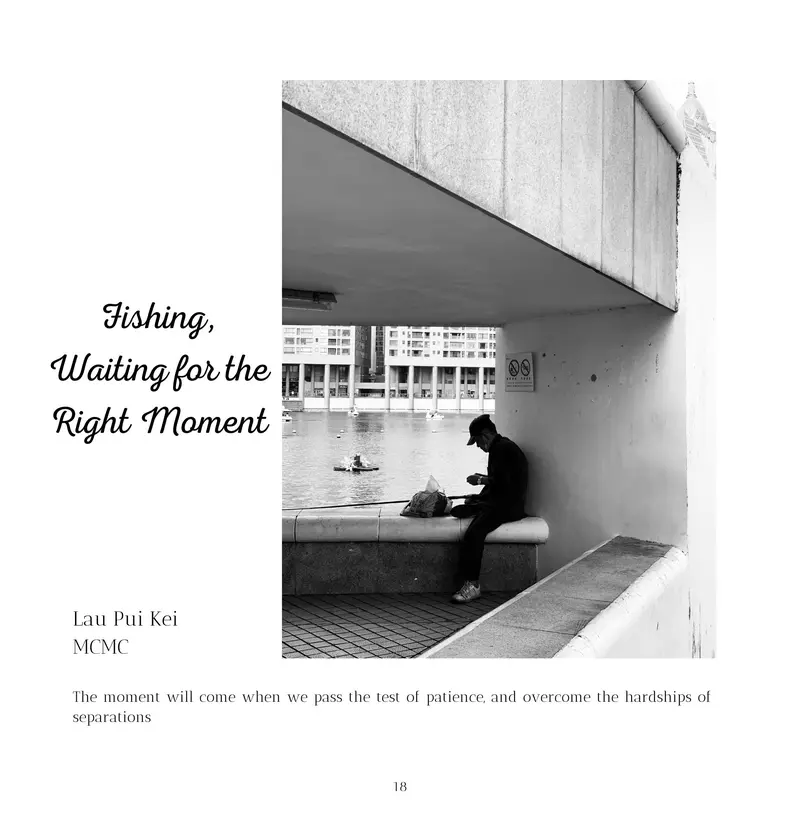 Fishing,
Waiting for the
Right Moment
Lau Pui Kei
MCMC
The moment will come when we pass the test of patience, and overcome the hardships of
separations
18